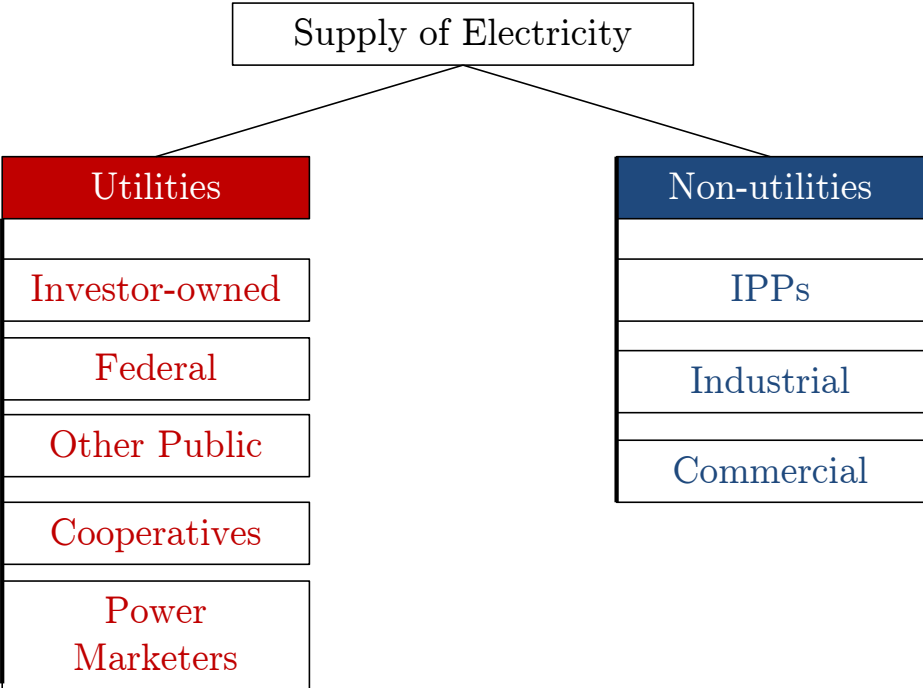 Supply of Electricity
Utilities
Investor-owned
Federal
Other Public
Cooperatives
Power
Marketers
Non-utilities
IPPs
Industrial
Commercial